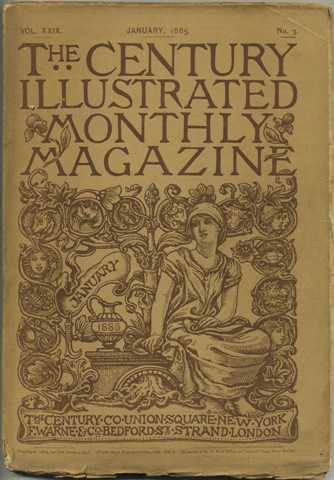 VOL. XXIX. JANUARY, 1885. No. 3.
THE CENTURY
ILLUSTRATED
MONTHLY
MAGAZINE
JANUARY
1885
THE CENTURY·CO·UNION·SQUARE·NEW·YORK
F.WARNE·&·CO·BEDFORD·ST·STRAND·LONDON